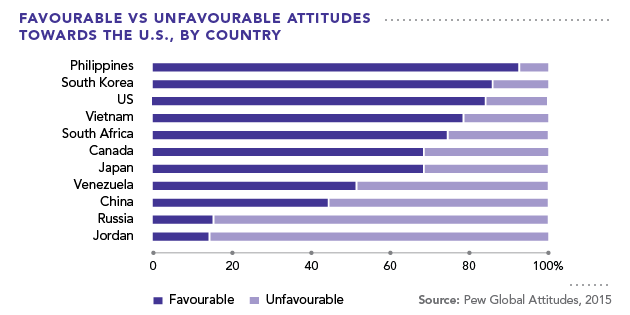 FAVOURABLE VS UNFAVOURABLE ATTITUDES
TOWARDS THE U.S., BY COUNTRY
Philippines
South Korea
US
Vietnam
South Africa
Canada
Japan
Venezuela
China
Russia
Jordan
0 20 40 60 80 100%
Favourable Unfavourable
Source: Pew Global Attitudes, 2015